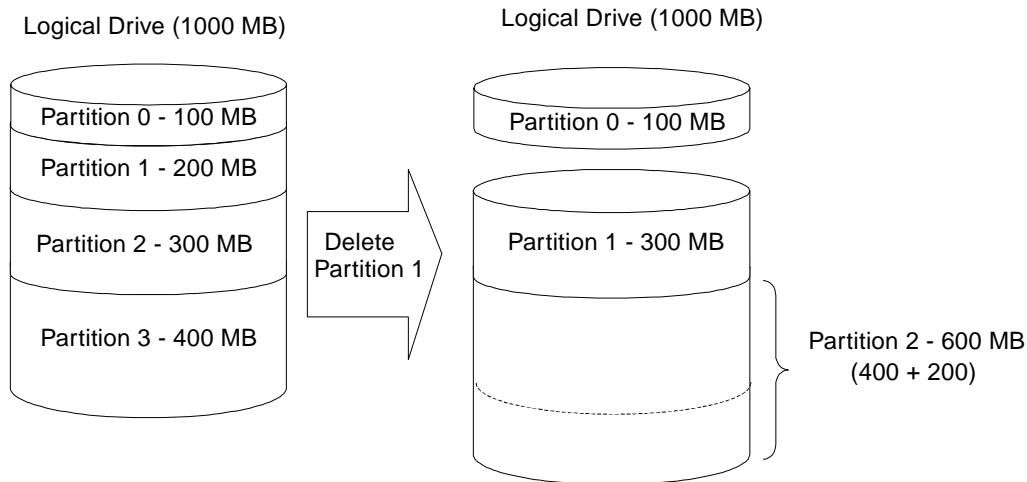 Logical Drive (1000 MB)
Partition 0 - 100 MB
Partition 1 - 200 MB
Partition 2 - 300 MB
Partition 3 - 400 MB
Delete
Partition 1
Logical Drive (1000 MB)
Partition 0 - 100 MB
Partition 1 - 300 MB
Partition 2 - 600 MB
(400 + 200)